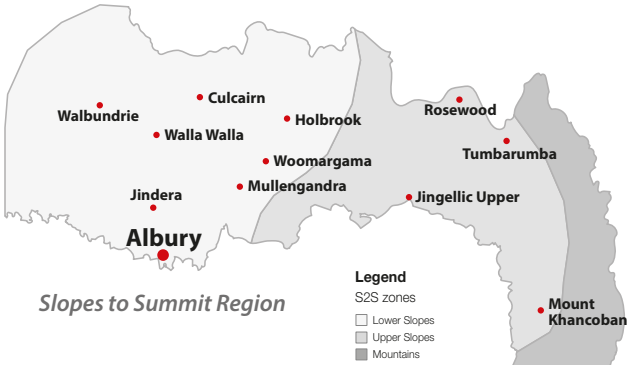 Culcairn
Walbundrie
Holbrook
Rosewood
Walla Walla
Tumbarumba
Woomargama
Mullengandra
Jindera
Jingellic Upper
Albury
Slopes to Summit Region
Legend
S2S zones
Lower Slopes
Upper Slopes
Mountains
Mount
Khancoban